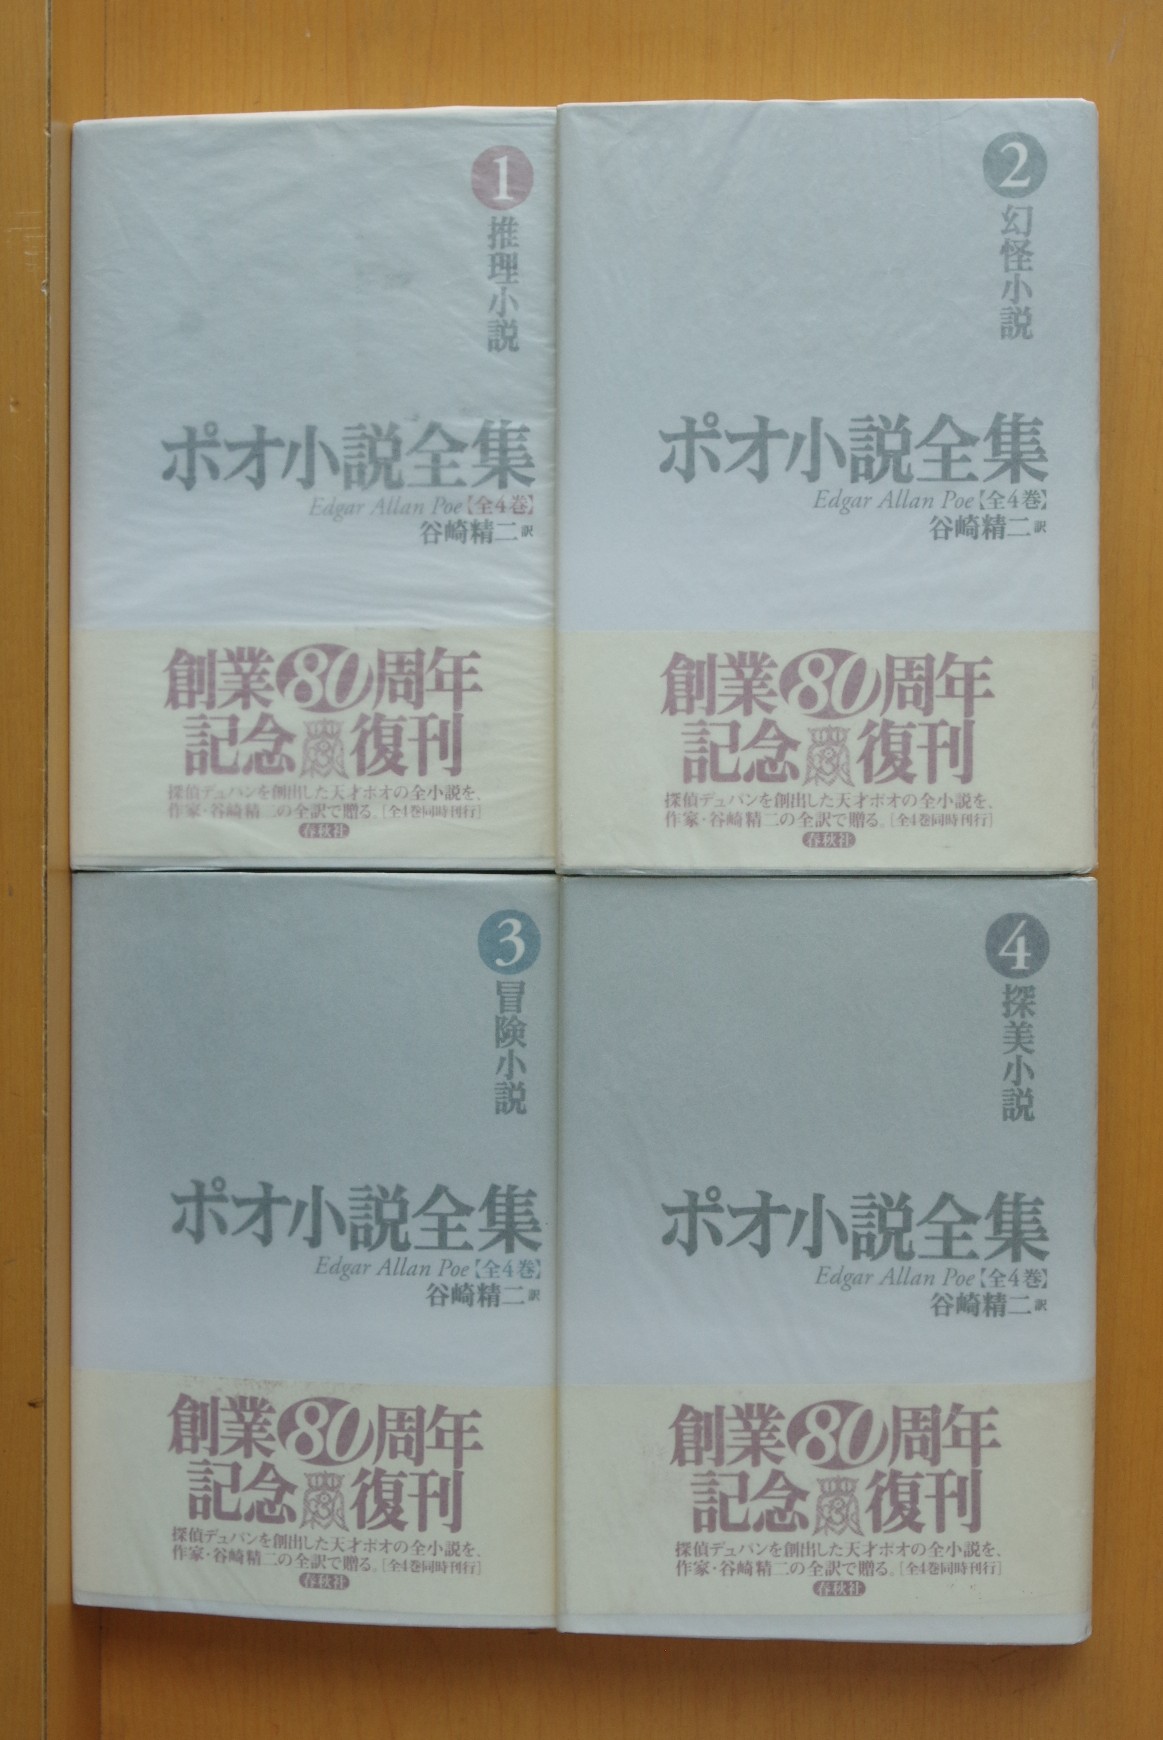 1
推理小説
ポオ小説全集
Edgar Allan Poe【全4巻】
谷崎精二 訳
創業80周年
記念 復刊
探偵デュパンを創出した天才ポオの全小説を、
作家・谷崎精二の全訳で贈る。[全4巻同時刊行]
春秋社
2
幻怪小説
ポオ小説全集
Edgar Allan Poe【全4巻】
谷崎精二 訳
創業80周年
記念 復刊
探偵デュパンを創出した天才ポオの全小説を、
作家・谷崎精二の全訳で贈る。[全4巻同時刊行]
春秋社
3
冒険小説
ポオ小説全集
Edgar Allan Poe【全4巻】
谷崎精二 訳
創業80周年
記念 復刊
探偵デュパンを創出した天才ポオの全小説を、
作家・谷崎精二の全訳で贈る。[全4巻同時刊行]
春秋社
4
探美小説
ポオ小説全集
Edgar Allan Poe【全4巻】
谷崎精二 訳
創業80周年
記念 復刊
探偵デュパンを創出した天才ポオの全小説を、
作家・谷崎精二の全訳で贈る。[全4巻同時刊行]
春秋社